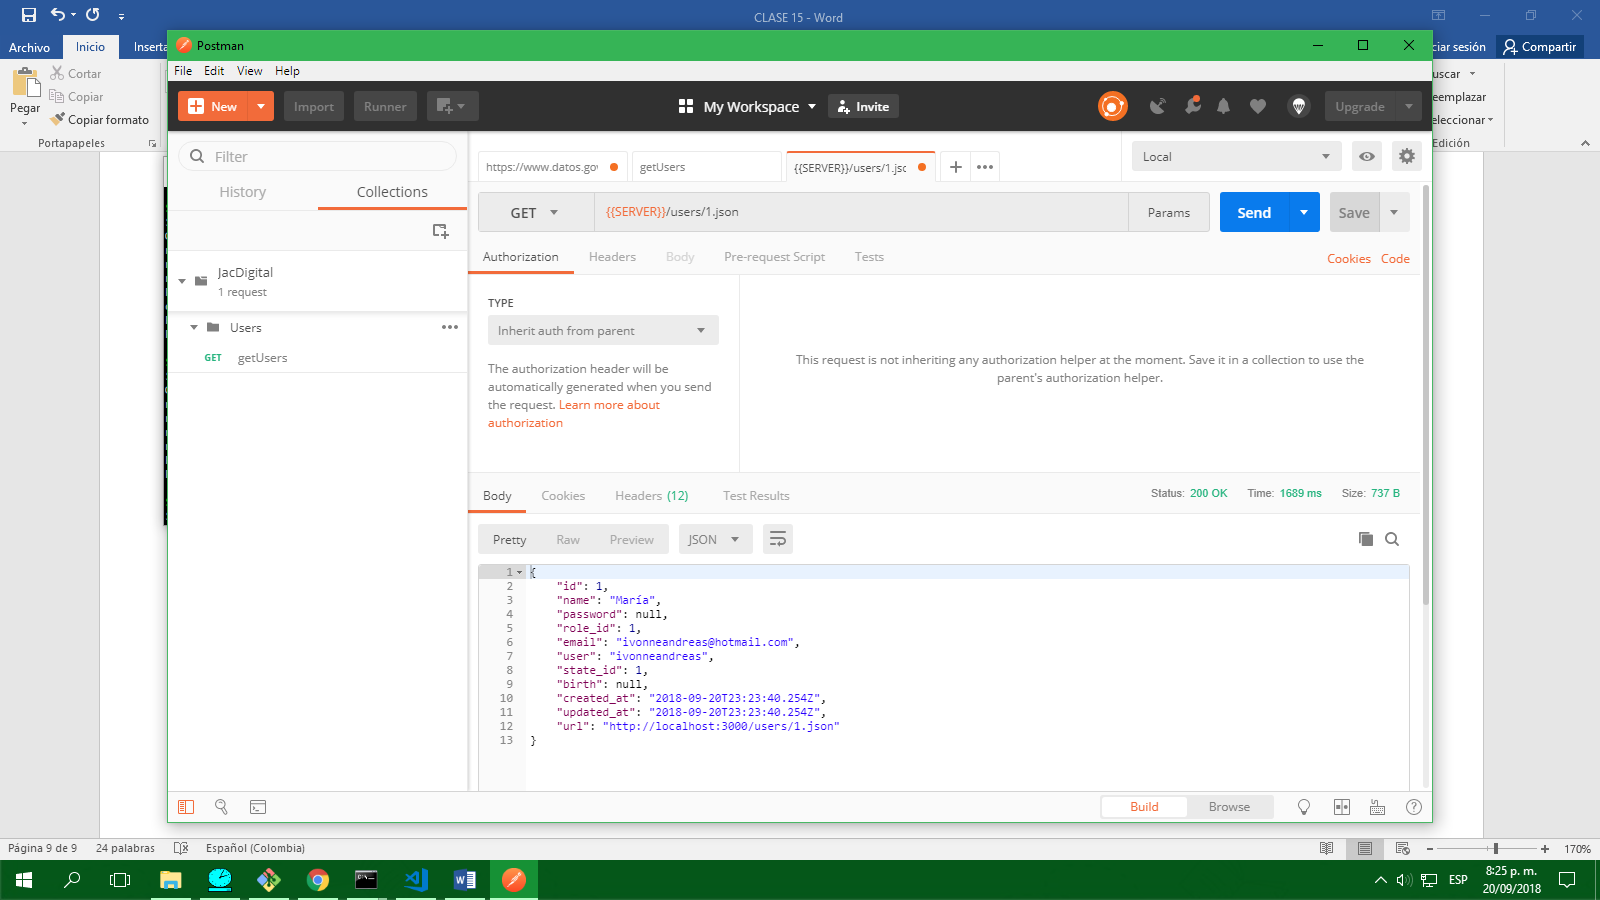 CLASE 15 - Word
Archivo
Inicio
Inserta
ciar sesión
Compartir
Pegar
Cortar
Copiar
Copiar formato
Portapapeles
uscar
eemplazar
eleccionar
Edición
Postman
File Edit View Help
New
Import
Runner
My Workspace
Invite
Upgrade
Filter
History
Collections
JacDigital
1 request
Users
GET getUsers
https://www.datos.gov
getUsers
{{SERVER}}/users/1.jsc
Local
GET
{{SERVER}}/users/1.json
Params
Send
Save
Authorization
Headers
Body
Pre-request Script
Tests
Cookies
Code
TYPE
Inherit auth from parent
The authorization header will be
automatically generated when you send
the request. Learn more about
authorization
This request is not inheriting any authorization helper at the moment. Save it in a collection to use the
parent's authorization helper.
Body
Cookies
Headers (12)
Test Results
Status: 200 OK
Time: 1689 ms
Size: 737 B
Pretty
Raw
Preview
JSON
1 {
2 "id": 1,
3 "name": "María",
4 "password": null,
5 "role_id": 1,
6 "email": "ivonneandreas@hotmail.com",
7 "user": "ivonneandreas",
8 "state_id": 1,
9 "birth": null,
10 "created_at": "2018-09-20T23:23:40.254Z",
11 "updated_at": "2018-09-20T23:23:40.254Z",
12 "url": "http://localhost:3000/users/1.json"
13 }
Build
Browse
Página 9 de 9
24 palabras
Español (Colombia)
170%
ESP
8:25 p. m.
20/09/2018